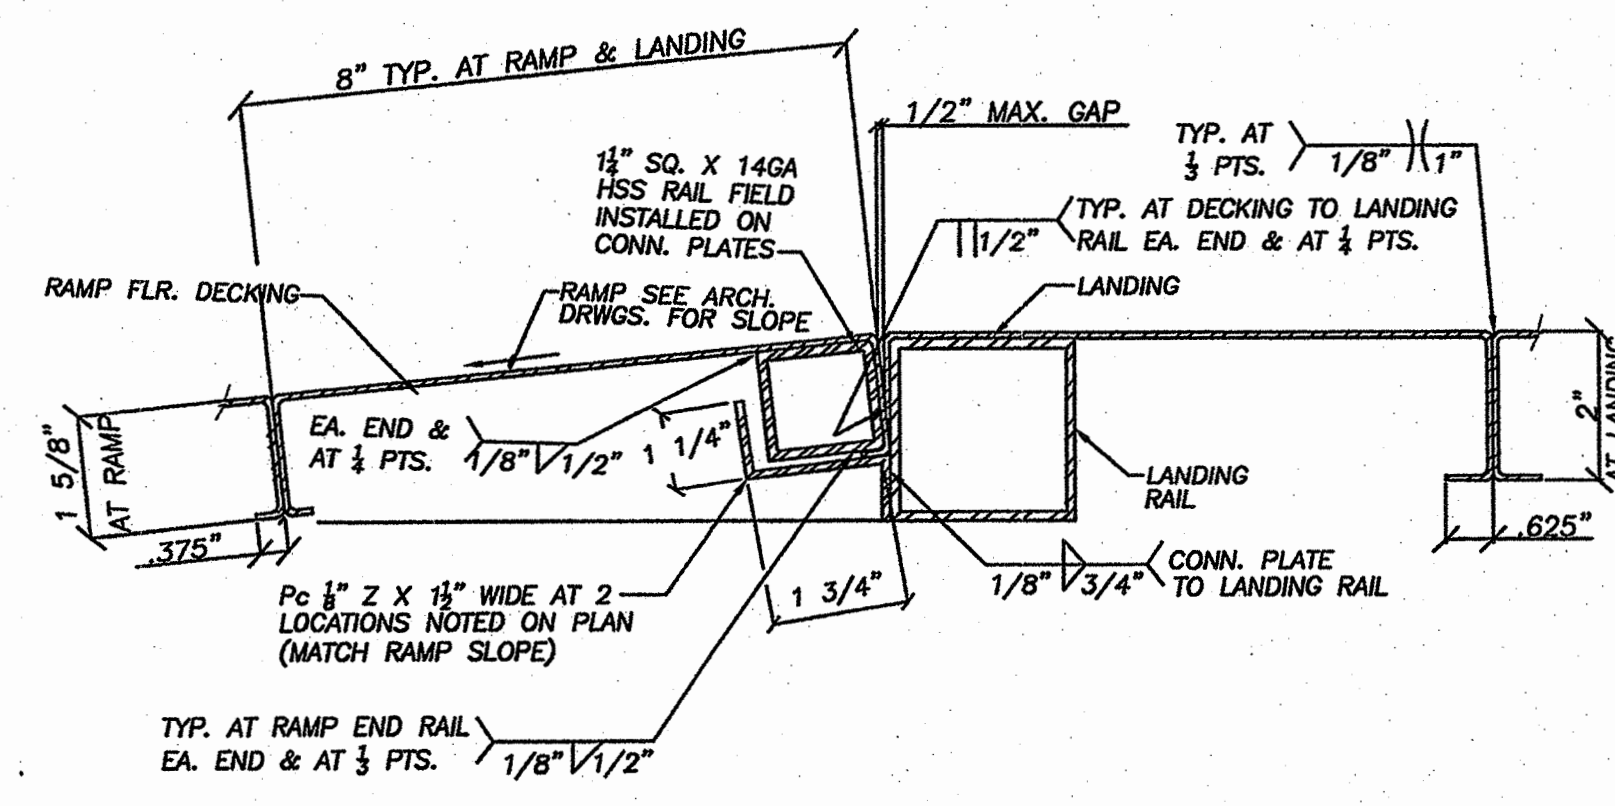 8" TYP. AT RAMP & LANDING
1/2" MAX. GAP
TYP. AT
1/3 PTS.
1/8"
1"
1 1/4" SQ. X 14GA
HSS RAIL FIELD
INSTALLED ON
CONN. PLATES
TYP. AT DECKING TO LANDING
RAIL EA. END & AT 1/4 PTS.
1/2"
RAMP FLR. DECKING
RAMP SEE ARCH.
DRWGS. FOR SLOPE
LANDING
1 5/8"
AT RAMP
EA. END &
AT 1/4 PTS.
1/8"
1/2"
1 1/4"
2"
AT LANDING
LANDING
RAIL
.375"
.625"
Pc 1/8" Z X 1 1/2" WIDE AT 2
LOCATIONS NOTED ON PLAN
(MATCH RAMP SLOPE)
1 3/4"
1/8"
3/4"
CONN. PLATE
TO LANDING RAIL
TYP. AT RAMP END RAIL
EA. END & AT 1/3 PTS.
1/8"
1/2"